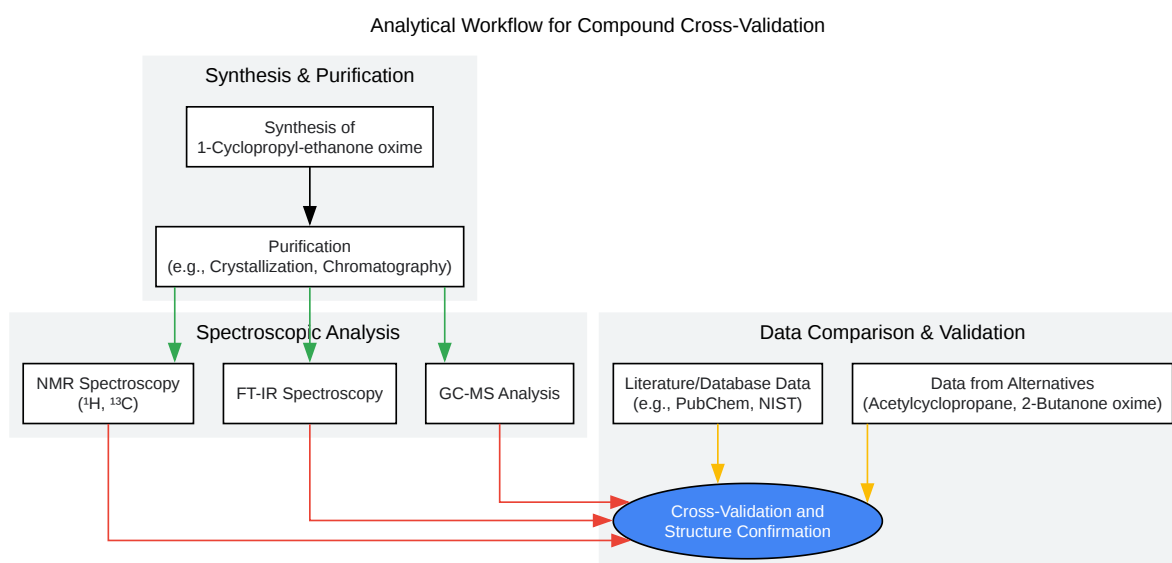 Analytical Workflow for Compound Cross-Validation
Synthesis & Purification
Synthesis of
1-Cyclopropyl-ethanone oxime
Purification
(e.g., Crystallization, Chromatography)
Spectroscopic Analysis
NMR Spectroscopy
(¹H, ¹³C)
FT-IR Spectroscopy
GC-MS Analysis
Data Comparison & Validation
Literature/Database Data
(e.g., PubChem, NIST)
Data from Alternatives
(Acetylcyclopropane, 2-Butanone oxime)
Cross-Validation and
Structure Confirmation